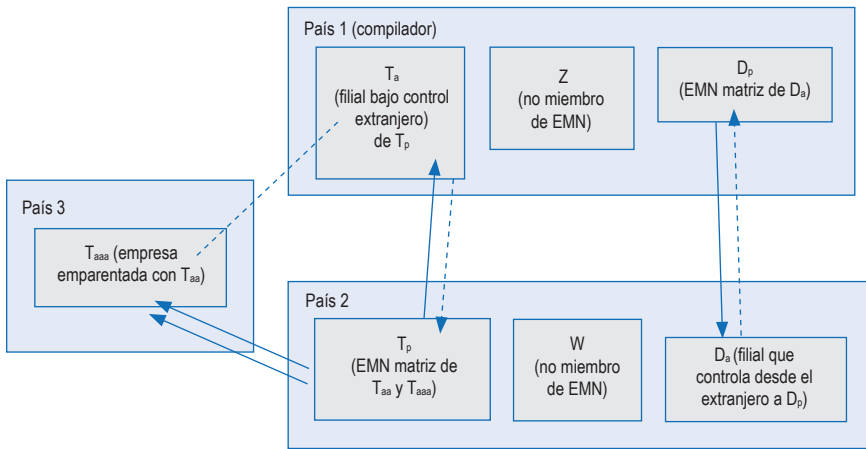 País 1 (compilador)
Ta
(filial bajo control
extranjero)
de Tp
Z
(no miembro
de EMN)
Dp
(EMN matriz de Da)
País 3
Taaa (empresa
emparentada con Taa)
País 2
Tp
(EMN matriz de
Taa y Taaa)
W
(no miembro
de EMN)
Da (filial que
controla desde el
extranjero a Dp)